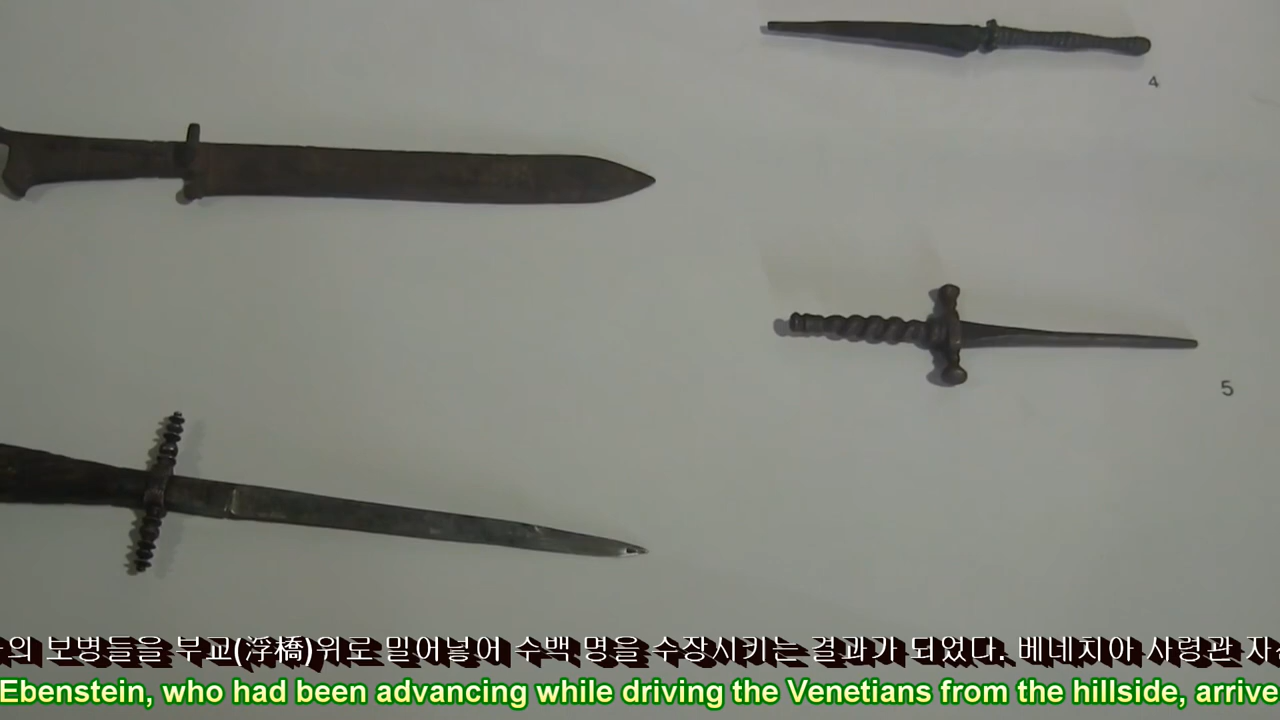 4
5
의 보병들을 부교(浮橋)위로 밀어넣어 수백 명을 수장시키는 결과가 되었다. 베네치아 사령관
Ebenstein, who had been advancing while driving the Venetians from the hillside, arrive